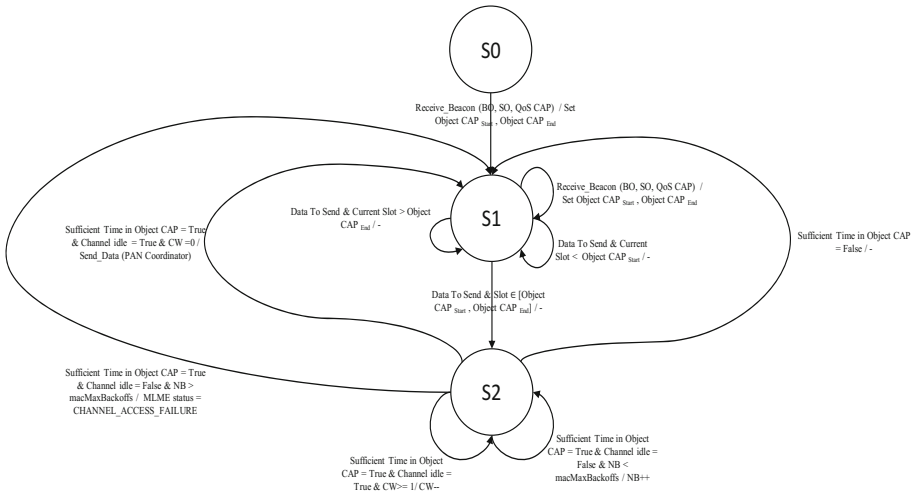 S0
Receive_Beacon (BO, SO, QoS CAP) / Set
Object CAP Start , Object CAP End
S1
Receive_Beacon (BO, SO, QoS CAP) /
Set Object CAP Start , Object CAP End
Data To Send & Current Slot > Object
CAP End / -
Data To Send & Current
Slot < Object CAP Start / -
Sufficient Time in Object CAP = True
& Channel idle = True & CW =0 /
Send_Data (PAN Coordinator)
Sufficient Time in Object CAP
= False / -
Data To Send & Slot ∈ [Object
CAP Start , Object CAP End] / -
S2
Sufficient Time in Object CAP = True
& Channel idle = False & NB >
macMaxBackoffs / MLME status =
CHANNEL_ACCESS_FAILURE
Sufficient Time in Object
CAP = True & Channel idle =
True & CW>= 1/ CW--
Sufficient Time in Object
CAP = True & Channel idle =
False & NB <
macMaxBackoffs / NB++